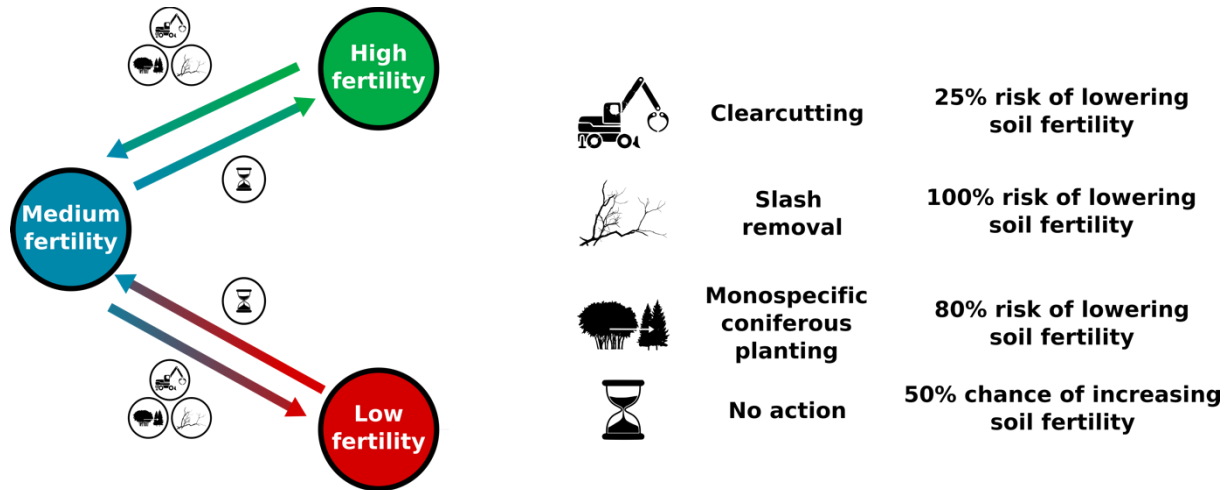 High
fertility
Medium
fertility
Low
fertility
Clearcutting
25% risk of lowering
soil fertility
Slash
removal
100% risk of lowering
soil fertility
Monospecific
coniferous
planting
80% risk of lowering
soil fertility
No action
50% chance of increasing
soil fertility